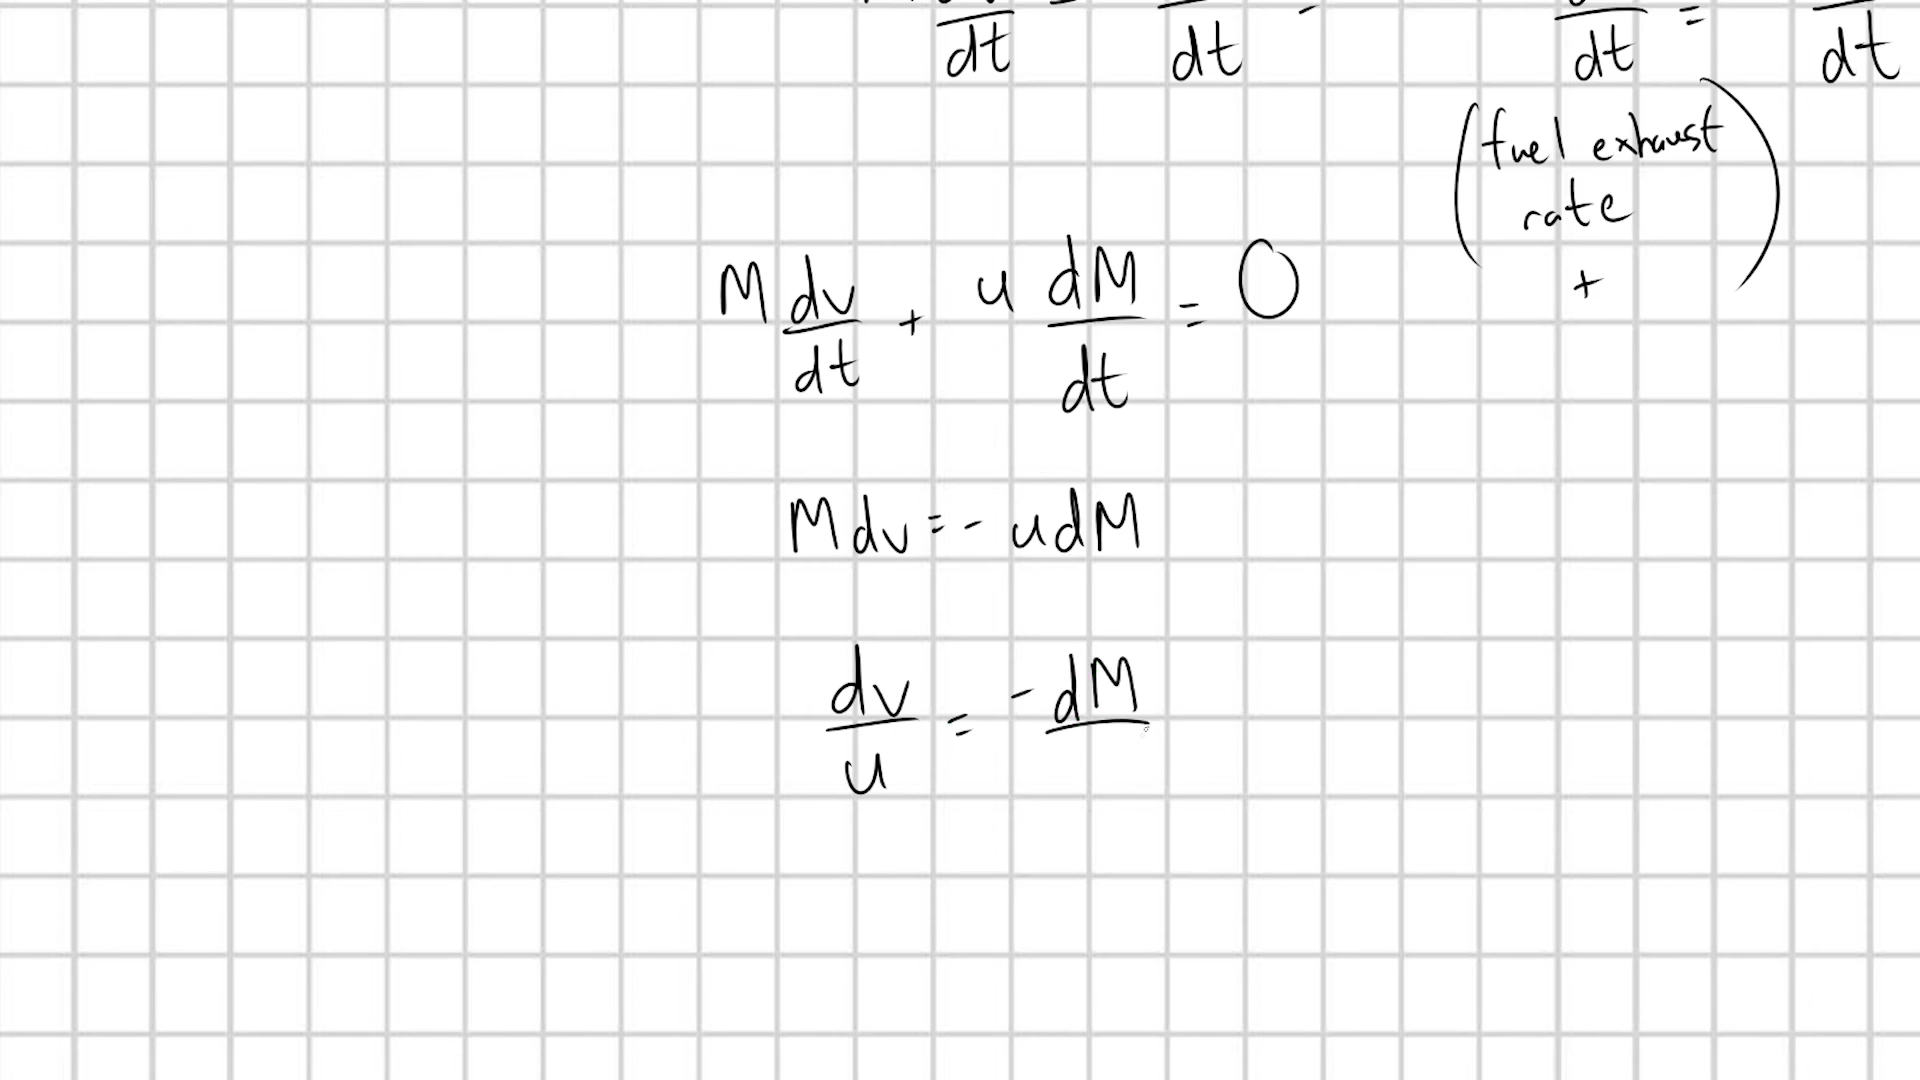 dt = dt - dt = dt
(fuel exhaust
rate
+)
M dv/dt + u dM/dt = 0
M dv = - u dM
dv/u = - dM